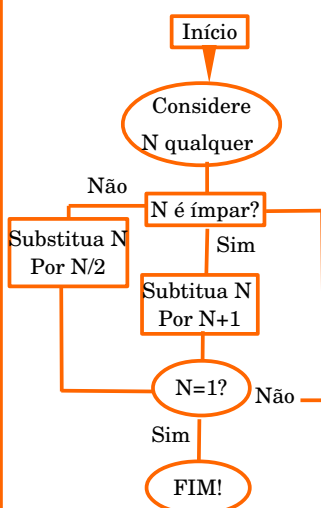 Início
Considere
N qualquer
Não
N é ímpar?
Substitua N
Por N/2
Sim
Subtitua N
Por N+1
N=1?
Não
Sim
FIM!